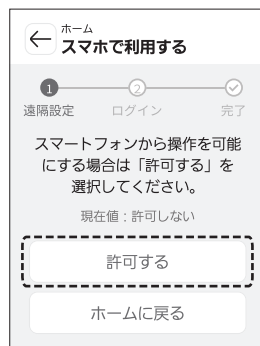 ホーム
スマホで利用する
1 2
遠隔設定 ログイン 完了
スマートフォンから操作を可能
にする場合は「許可する」を
選択してください。
現在値：許可しない
許可する
ホームに戻る